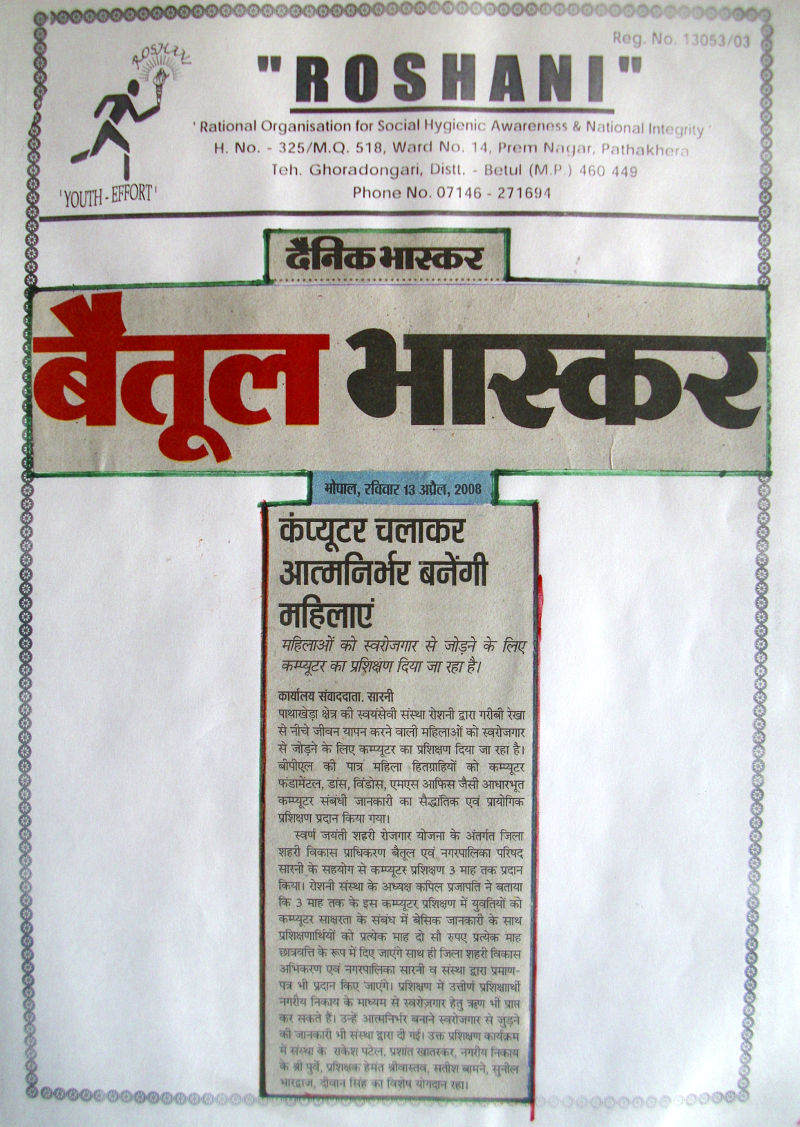 Reg. No. 13053/03
ROSHANI
"ROSHANI"
'Rational Organisation for Social Hygienic Awareness & National Integrity'
H. No. - 325/M.Q. 518, Ward No. 14, Prem Nagar, Pathakhera
Teh. Ghoradongari, Distt. - Betul (M.P.) 460 449
Phone No. 07146 - 271694
'YOUTH-EFFORT'
दैनिक भास्कर
बैतूल भास्कर
भोपाल, रविवार 13 अप्रैल, 2008
कंप्यूटर चलाकर
आत्मनिर्भर बनेंगी
महिलाएं
महिलाओं को स्वरोजगार से जोड़ने के लिए
कम्प्यूटर का प्रशिक्षण दिया जा रहा है।
कार्यालय संवाददाता. सारनी
पाथाखेड़ा क्षेत्र की स्वयंसेवी संस्था रोशनी द्वारा गरीबी रेखा
से नीचे जीवन यापन करने वाली महिलाओं को स्वरोजगार
से जोड़ने के लिए कम्प्यूटर का प्रशिक्षण दिया जा रहा है।
बीपीएल की पात्र महिला हितग्राहियों को कम्प्यूटर
फंडामेंटल, डांस, विंडोस, एमएस आफिस जैसी आधारभूत
कम्प्यूटर संबंधी जानकारी का सैद्धांतिक एवं प्रायोगिक
प्रशिक्षण प्रदान किया गया।
स्वर्ण जयंती शहरी रोजगार योजना के अंतर्गत जिला
शहरी विकास प्राधिकरण बैतूल एवं नगरपालिका परिषद
सारनी के सहयोग से कम्प्यूटर प्रशिक्षण 3 माह तक प्रदान
किया। रोशनी संस्था के अध्यक्ष कपिल प्रजापति ने बताया
कि 3 माह तक के इस कम्प्यूटर प्रशिक्षण में युवतियों को
कम्प्यूटर साक्षरता के संबंध में बेसिक जानकारी के साथ
प्रशिक्षणार्थियों को प्रत्येक माह दो सौ रुपए प्रत्येक माह
छात्रवत्ति के रूप में दिए जाएंगे साथ ही जिला शहरी विकास
अभिकरण एवं नगरपालिका सारनी व संस्था द्वारा प्रमाण-
पत्र भी प्रदान किए जाएंगे। प्रशिक्षण में उत्तीर्ण प्रशिक्षार्थी
नगरीय निकाय के माध्यम से स्वरोज़गार हेतु ऋण भी प्राप्त
कर सकते हैं। उन्हें आत्मनिर्भर बनाने स्वरोजगार से जुड़ने
की जानकारी भी संस्था द्वारा दी गई। उक्त प्रशिक्षण कार्यक्रम
में संस्था के राकेश पटेल, प्रशांत खातरकर, नगरीय निकाय
के श्री पुर्वे, प्रशिक्षक हेमंत श्रीवास्तव, सतीश बामने, सुनील
भारद्वाज, दीवान सिंह का विशेष योगदान रहा।